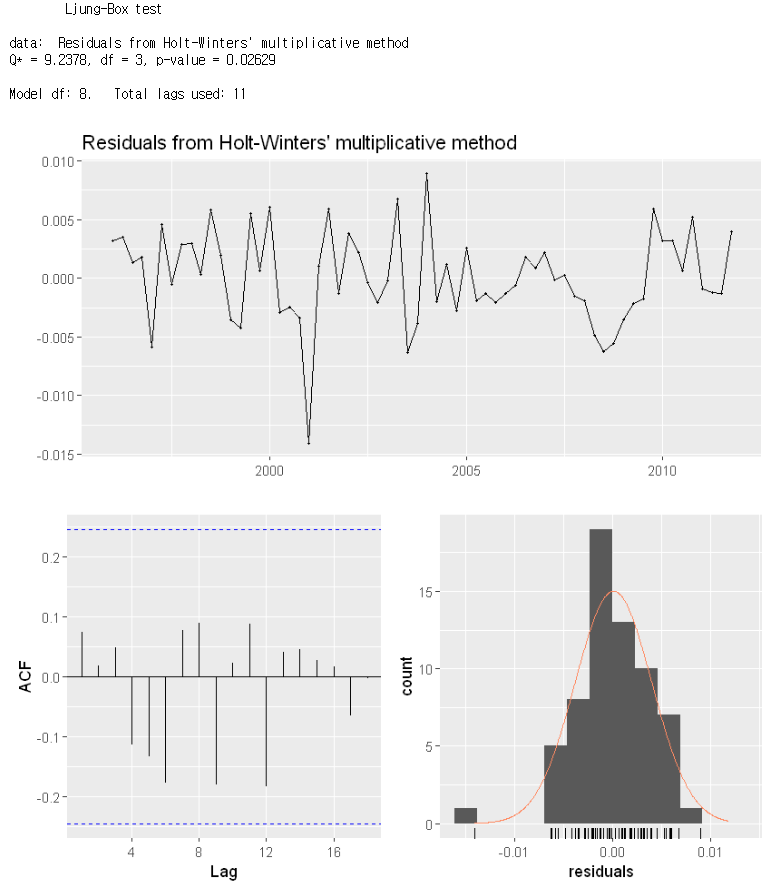 Ljung-Box test
data:  Residuals from Holt-Winters' multiplicative method
Q* = 9.2378, df = 3, p-value = 0.02629
Model df: 8.   Total lags used: 11
Residuals from Holt-Winters' multiplicative method
0.010
0.005
0.000
-0.005
-0.010
-0.015
2000 2005 2010
ACF
0.2
0.1
0.0
-0.1
-0.2
4 8 12 16
Lag
count
15
10
5
0
-0.01 0.00 0.01
residuals